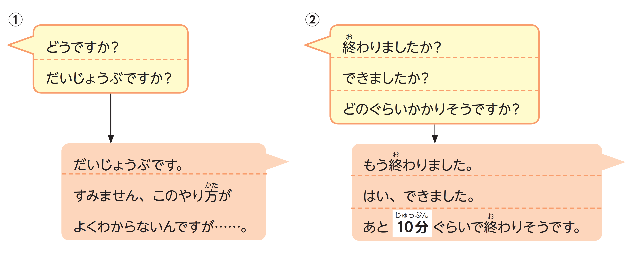 ①
どうですか？
だいじょうぶですか？
だいじょうぶです。
すみません、このやり方が
よくわからないんですが……。
②
終わりましたか？
できましたか？
どのぐらいかかりそうですか？
もう終わりました。
はい、できました。
あと 10分 ぐらいで終わりそうです。